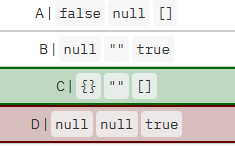 A | false null []
B | null "" true
C | {} "" []
D | null null true